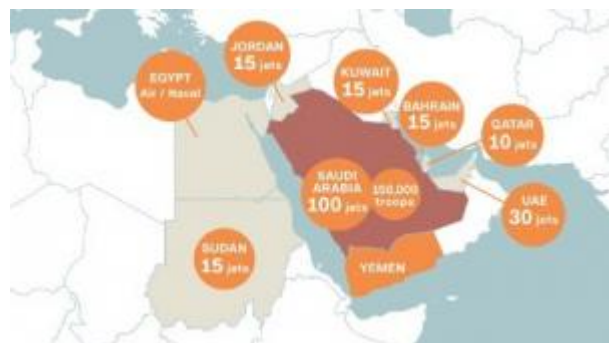 JORDAN
15 jets
EGYPT
Air / Naval
KUWAIT
15 jets
BAHRAIN
15 jets
QATAR
10 jets
SAUDI
ARABIA
100 jets
150,000
troops
UAE
30 jets
SUDAN
15 jets
YEMEN